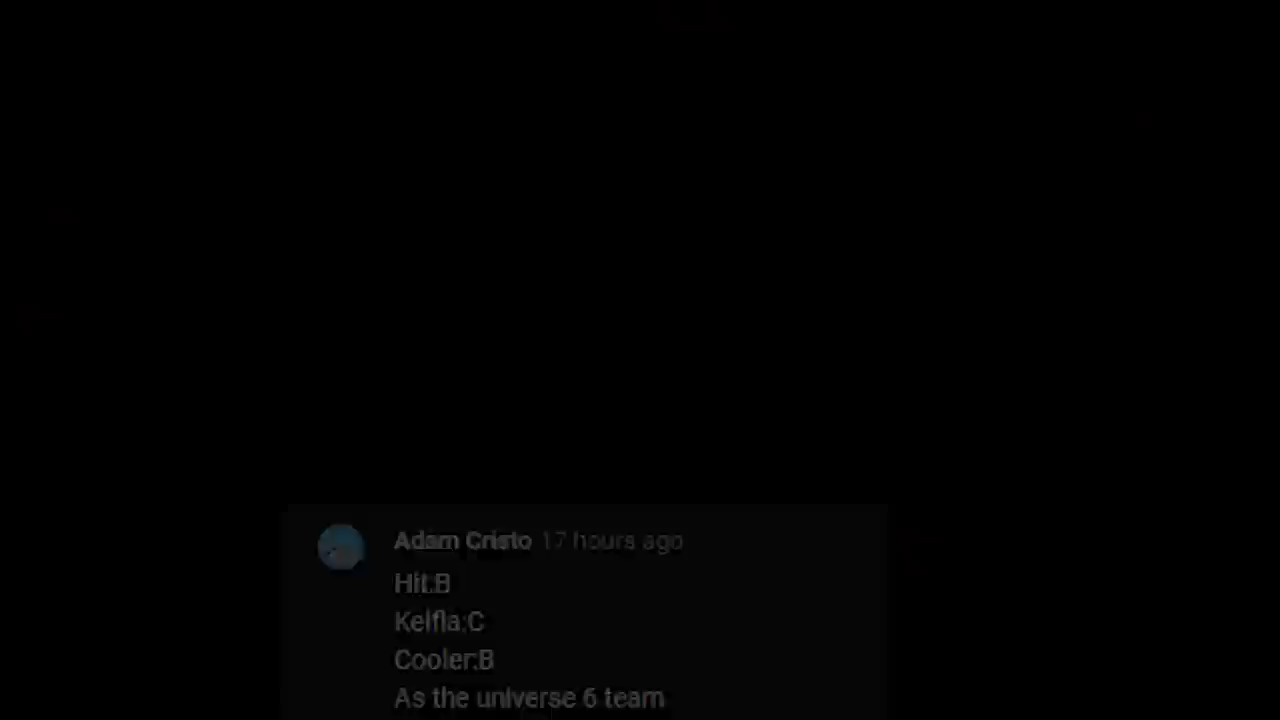 Adam Cristo 17 hours ago
Hit:B
Kelfla:C
Cooler:B
As the universe 6 team